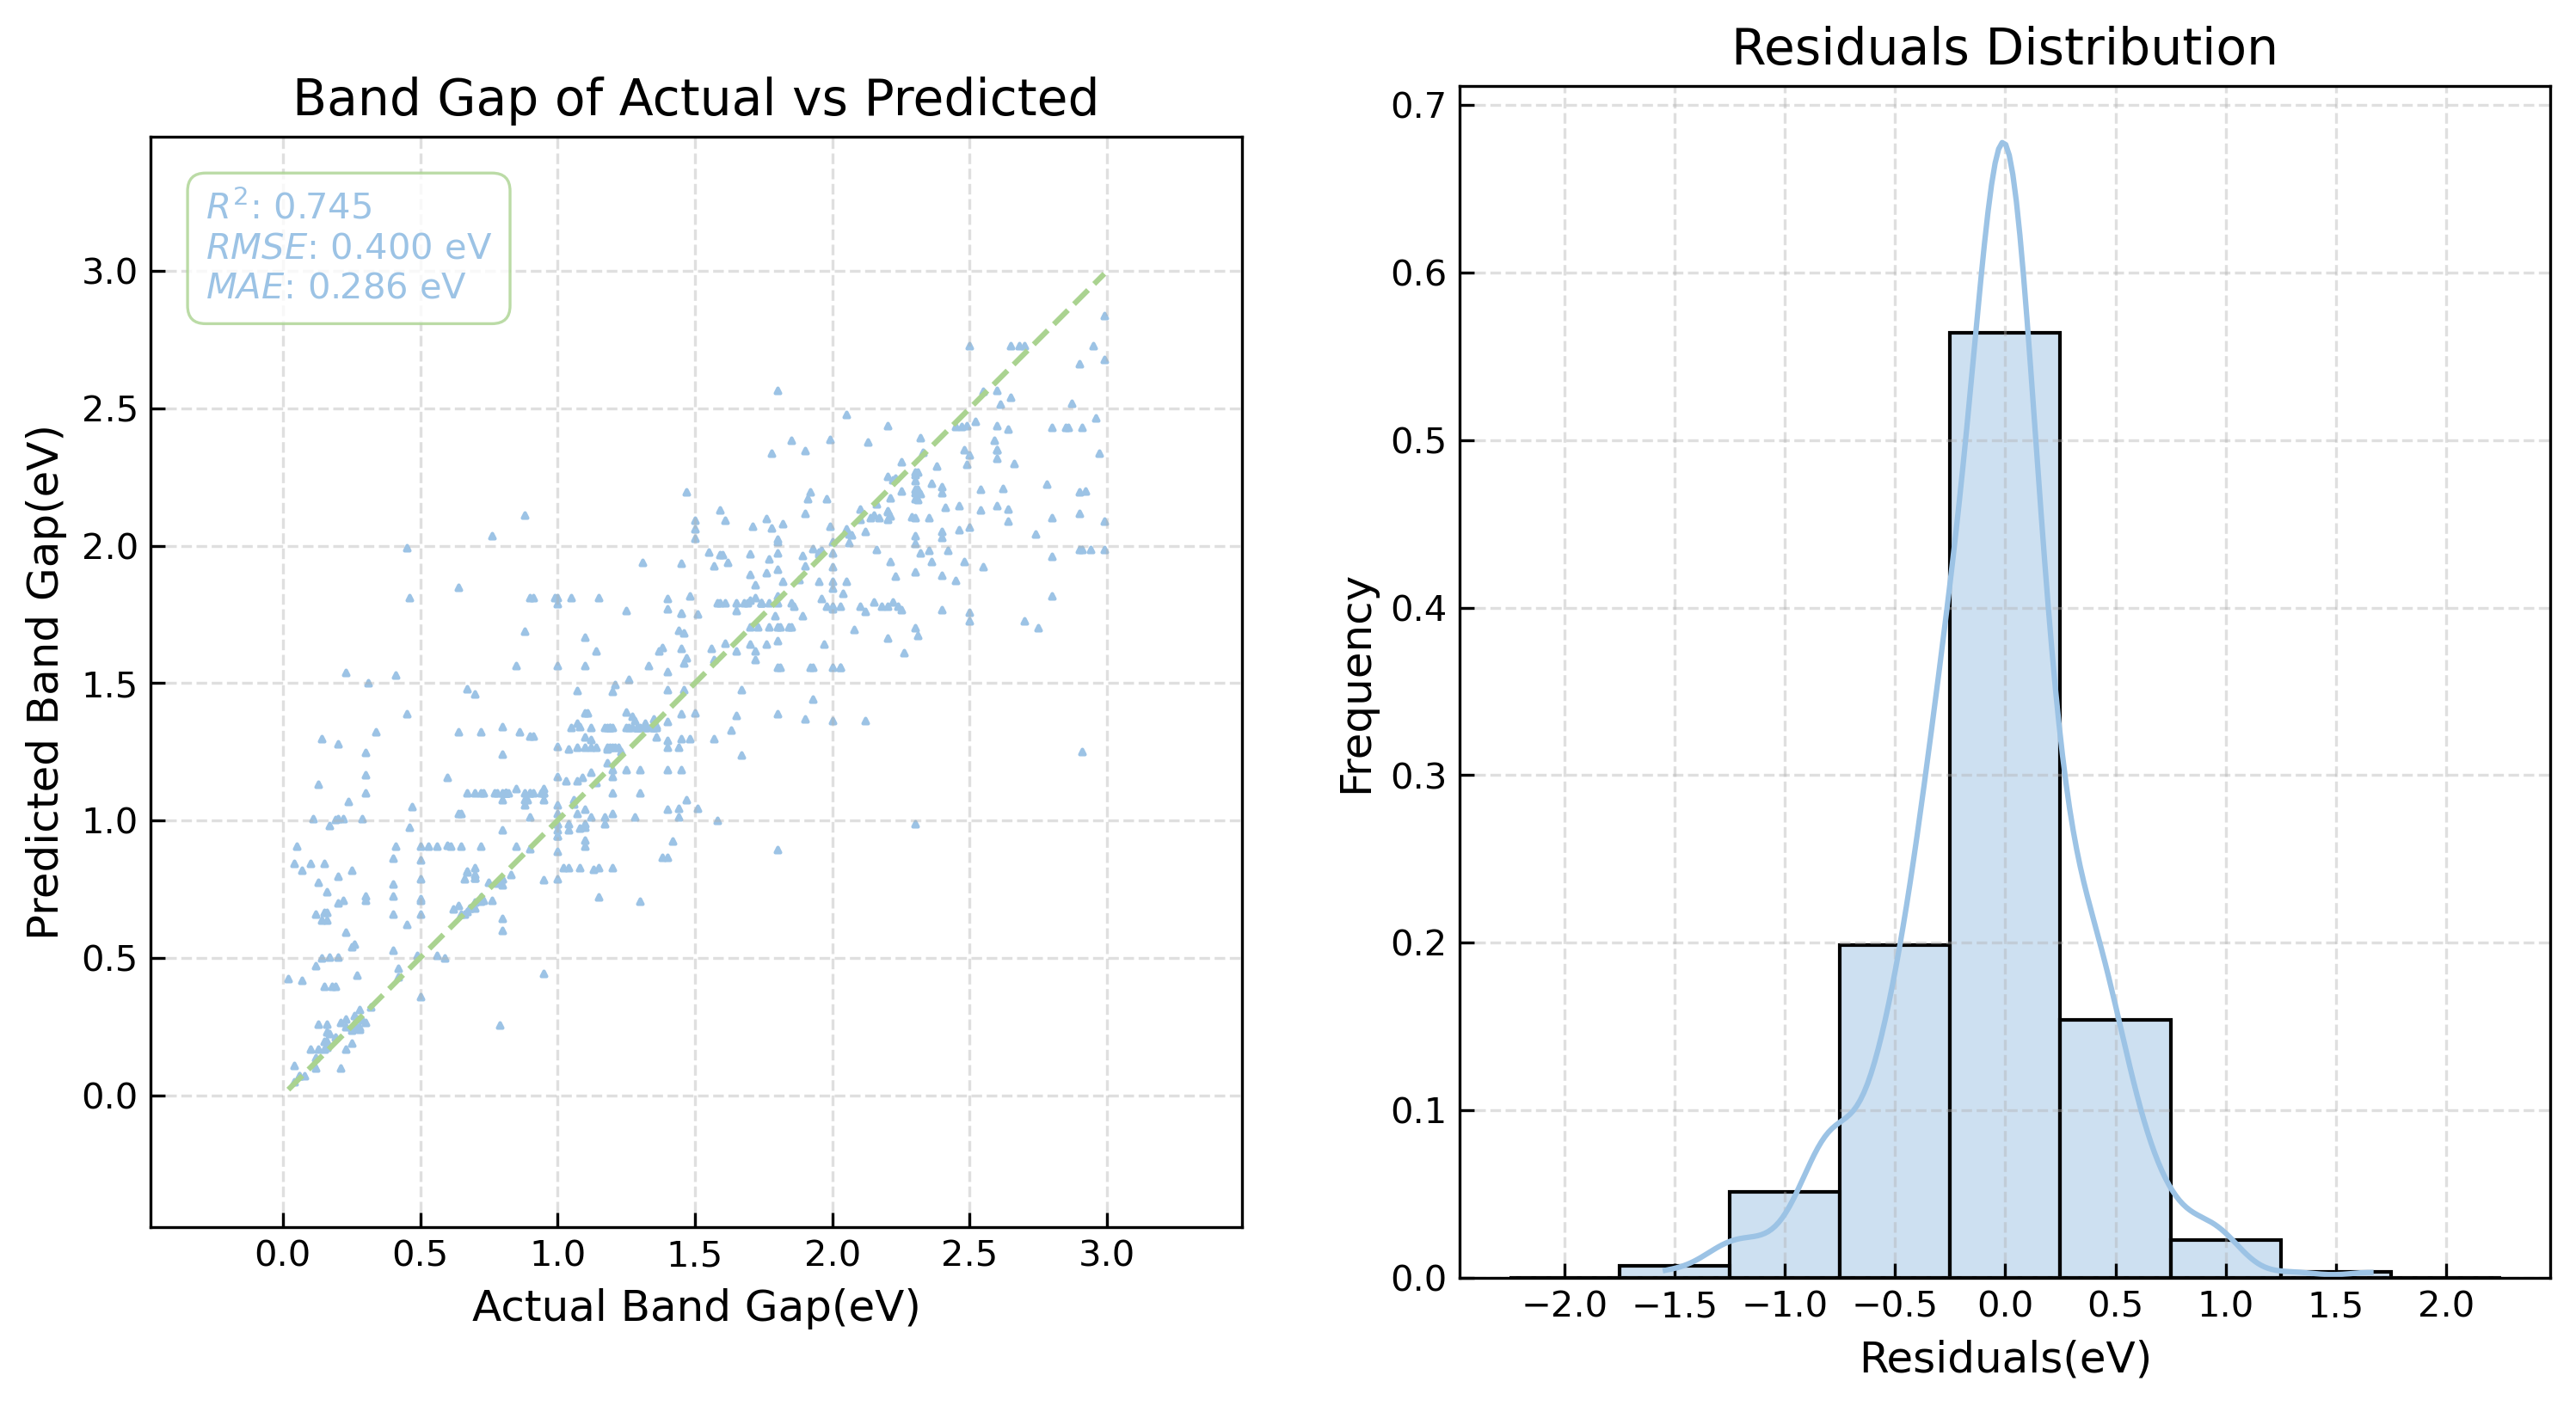 Band Gap of Actual vs Predicted
R²: 0.745
RMSE: 0.400 eV
MAE: 0.286 eV
Predicted Band Gap(eV)
3.0
2.5
2.0
1.5
1.0
0.5
0.0
0.0 0.5 1.0 1.5 2.0 2.5 3.0
Actual Band Gap(eV)
Residuals Distribution
Frequency
0.7
0.6
0.5
0.4
0.3
0.2
0.1
0.0
−2.0 −1.5 −1.0 −0.5 0.0 0.5 1.0 1.5 2.0
Residuals(eV)